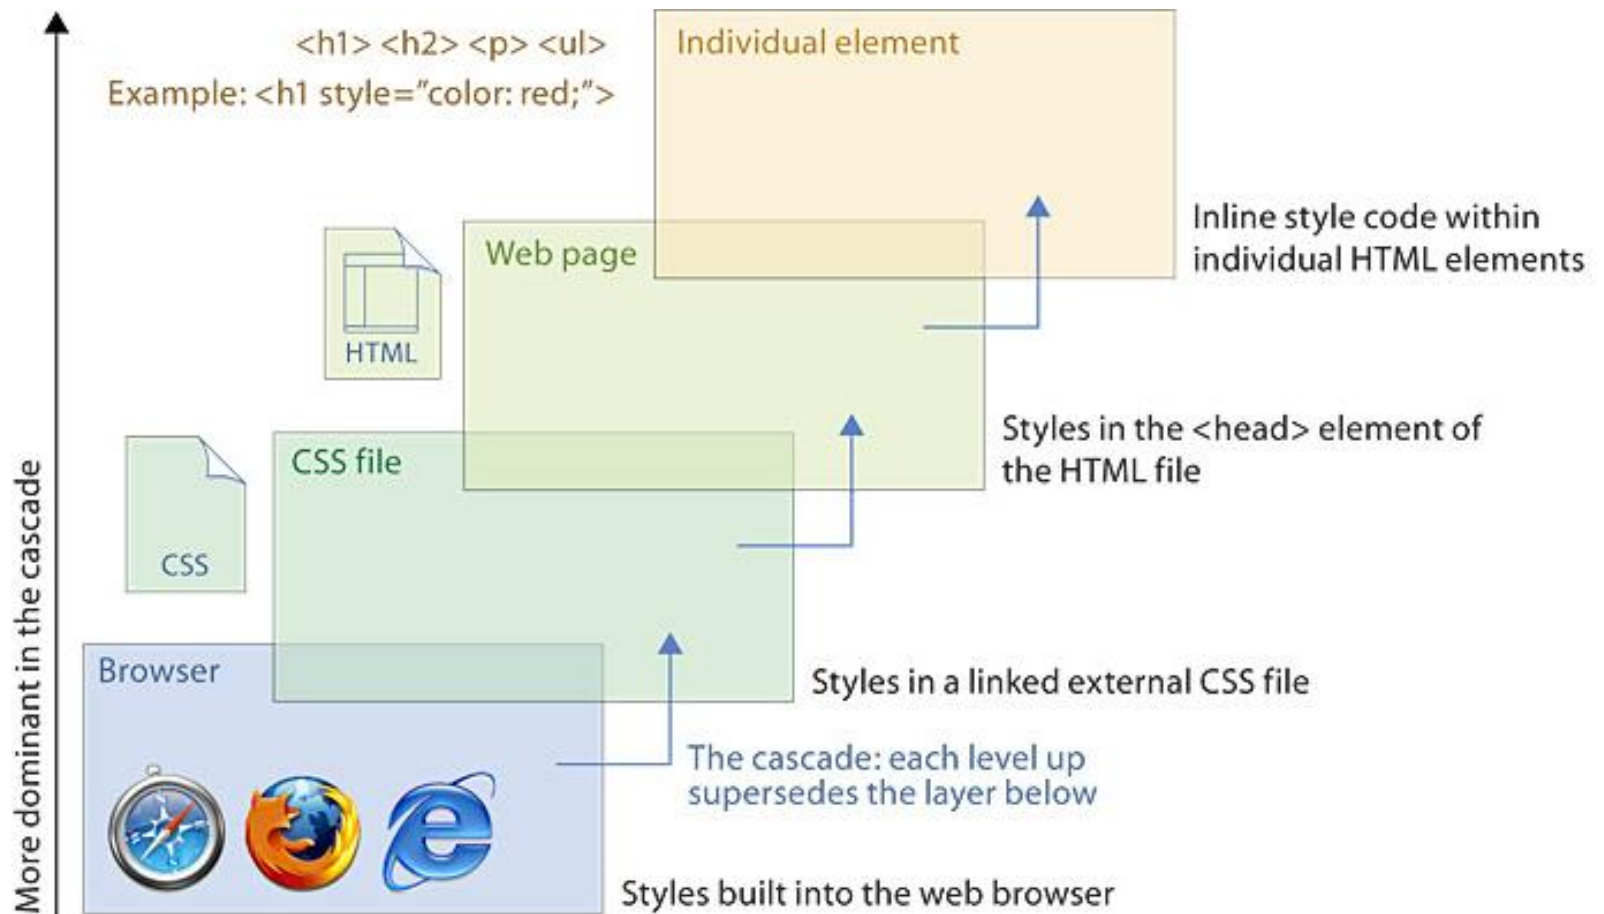 <h1> <h2> <p> <ul>
Example: <h1 style=”color: red;”>
Individual element
Inline style code within
individual HTML elements
Web page
HTML
Styles in the <head> element of
the HTML file
CSS file
CSS
Styles in a linked external CSS file
Browser
The cascade: each level up
supersedes the layer below
Styles built into the web browser
More dominant in the cascade